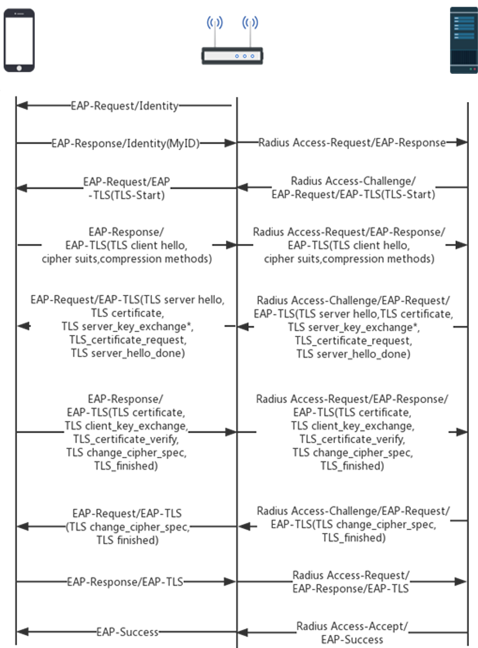 EAP-Request/Identity
EAP-Response/Identity(MyID)
Radius Access-Request/EAP-Response
EAP-Request/EAP
-TLS(TLS-Start)
Radius Access-Challenge/
EAP-Request/EAP-TLS(TLS-Start)
EAP-Response/
EAP-TLS(TLS client hello,
cipher suits,compression methods)
Radius Access-Request/EAP-Response/
EAP-TLS(TLS client hello,
cipher suits,compression methods)
EAP-Request/EAP-TLS(TLS server hello,
TLS certificate,
TLS server_key_exchange*,
TLS_certificate_request,
TLS server_hello_done)
Radius Access-Challenge/EAP-Request/
EAP-TLS(TLS server hello,TLS certificate,
TLS server_key_exchange*,
TLS_certificate_request,
TLS server_hello_done)
EAP-Response/
EAP-TLS(TLS certificate,
TLS client_key_exchange,
TLS_certificate_verify,
TLS change_cipher_spec,
TLS_finished)
Radius Access-Request/EAP-Response/
EAP-TLS(TLS certificate,
TLS client_key_exchange,
TLS_certificate_verify,
TLS change_cipher_spec,
TLS_finished)
EAP-Request/EAP-TLS
(TLS change_cipher_spec,
TLS finished)
Radius Access-Challenge/EAP-Request/
EAP-TLS(TLS change_cipher_spec,
TLS_finished)
EAP-Response/EAP-TLS
Radius Access-Request/
EAP-Response/EAP-TLS
EAP-Success
Radius Access-Accept/
EAP-Success